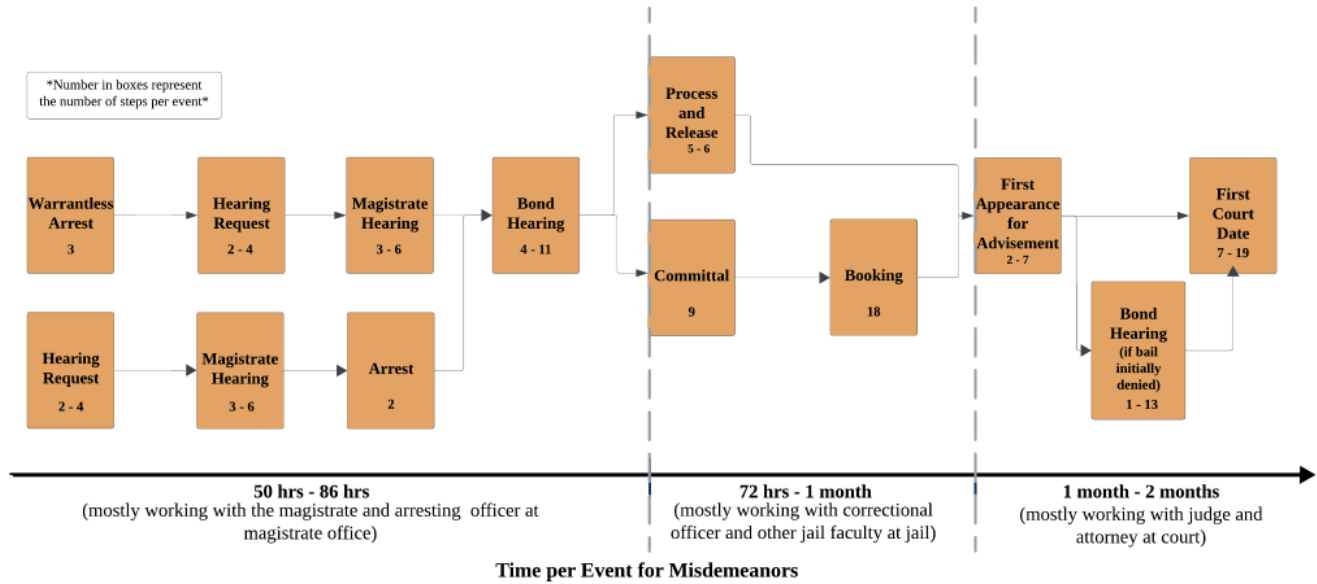 *Number in boxes represent
the number of steps per event*
Warrantless
Arrest
3
Hearing
Request
2 - 4
Magistrate
Hearing
3 - 6
Bond
Hearing
4 - 11
Hearing
Request
2 - 4
Magistrate
Hearing
3 - 6
Arrest
2
Process
and
Release
5 - 6
Committal
9
Booking
18
First
Appearance
for
Advisement
2 - 7
First
Court
Date
7 - 19
Bond
Hearing
(if bail
initially
denied)
1 - 13
50 hrs - 86 hrs
(mostly working with the magistrate and arresting officer at
magistrate office)
72 hrs - 1 month
(mostly working with correctional
officer and other jail faculty at jail)
1 month - 2 months
(mostly working with judge and
attorney at court)
Time per Event for Misdemeanors